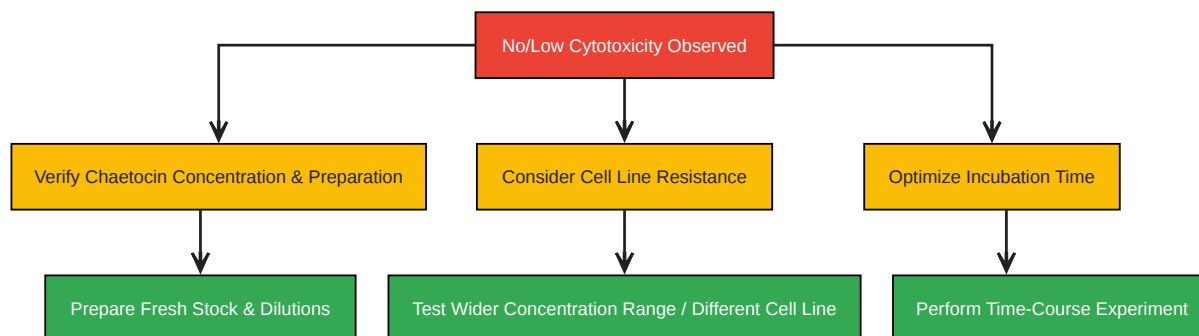 No/Low Cytotoxicity Observed
Verify Chaetocin Concentration & Preparation
Consider Cell Line Resistance
Optimize Incubation Time
Prepare Fresh Stock & Dilutions
Test Wider Concentration Range / Different Cell Line
Perform Time-Course Experiment